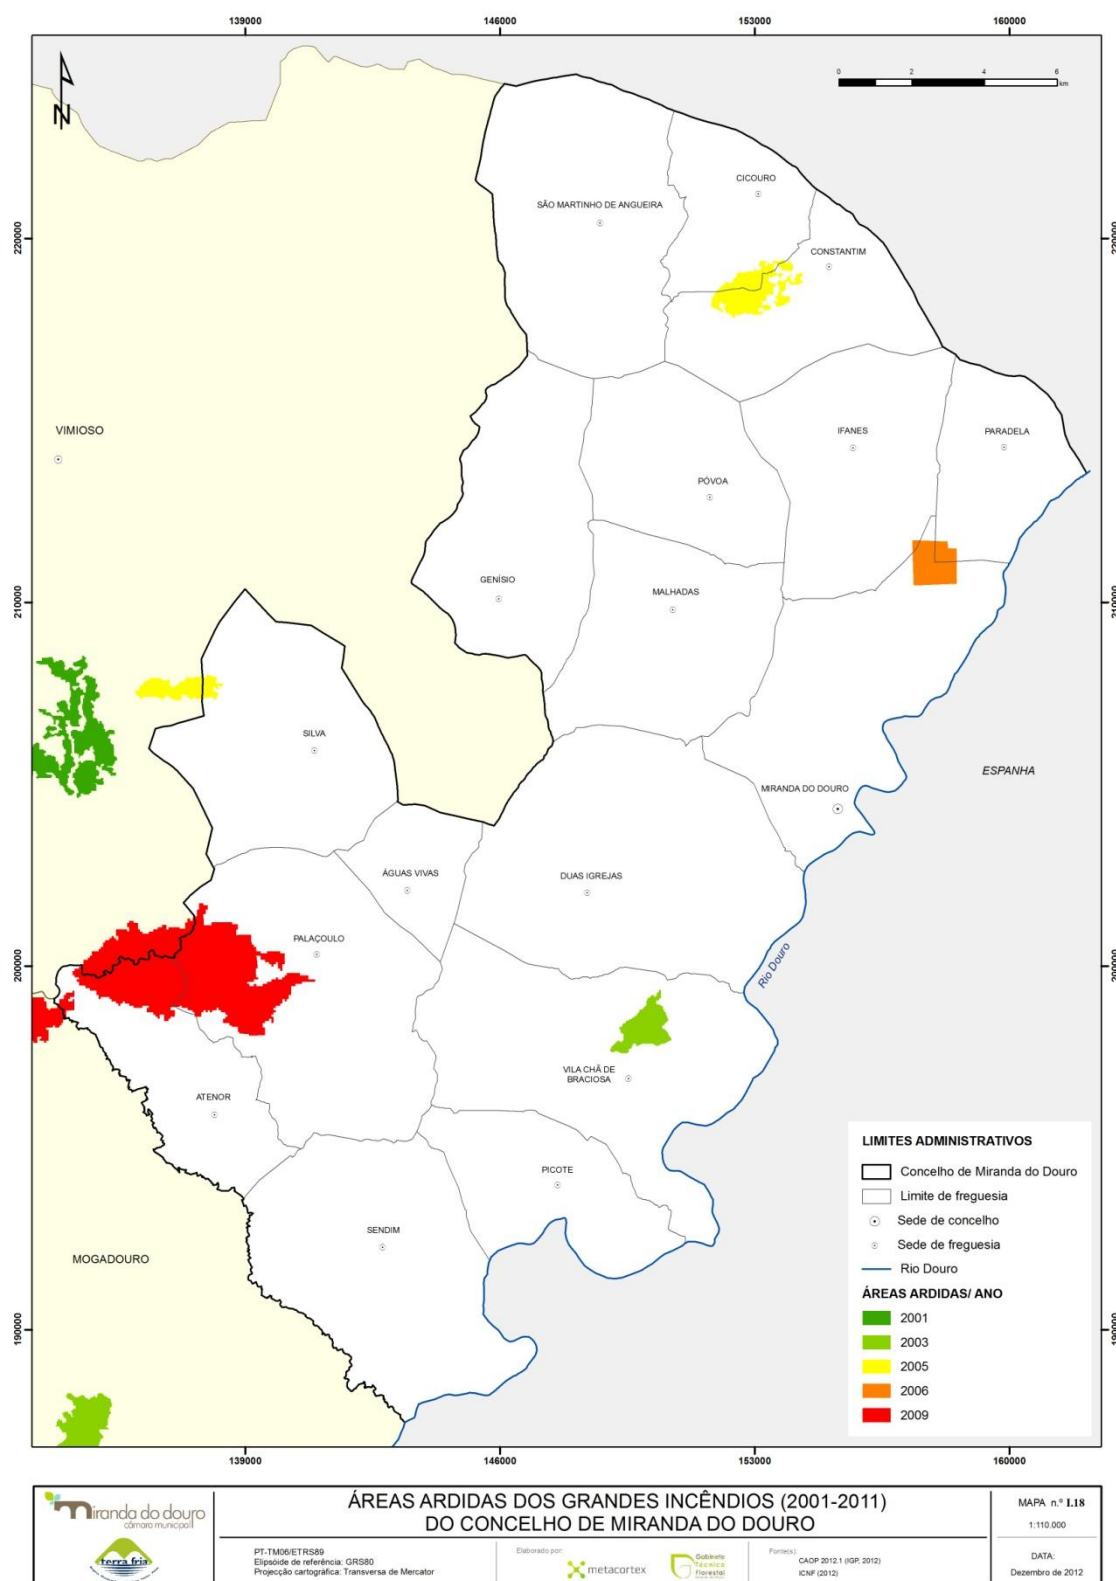 139000
146000
153000
160000
0 2 4 6
km
N
CICOURO
SÃO MARTINHO DE ANGUEIRA
220000
220000
CONSTANTIM
VIMIOSO
IFANES
PARADELA
PÓVOA
GENÍSIO
MALHADAS
210000
210000
SILVA
ESPANHA
MIRANDA DO DOURO
ÁGUAS VIVAS
DUAS IGREJAS
PALAÇOULO
Rio Douro
200000
200000
VILA CHÃ DE
BRACIOSA
ATENOR
PICOTE
SENDIM
MOGADOURO
190000
190000
LIMITES ADMINISTRATIVOS
Concelho de Miranda do Douro
Limite de freguesia
Sede de concelho
Sede de freguesia
Rio Douro
ÁREAS ARDIDAS/ ANO
2001
2003
2005
2006
2009
139000
146000
153000
160000
miranda do douro
câmara municipal
terra fria
ÁREAS ARDIDAS DOS GRANDES INCÊNDIOS (2001-2011)
DO CONCELHO DE MIRANDA DO DOURO
PT-TM06/ETRS89
Elipsóide de referência: GRS80
Projecção cartográfica: Transversa de Mercator
Elaborado por:
metacortex
Gabinete
Técnico
Florestal
Fonte(s):
CAOP 2012.1 (IGP, 2012)
ICNF (2012)
MAPA n.º I.18
1:110.000
DATA:
Dezembro de 2012